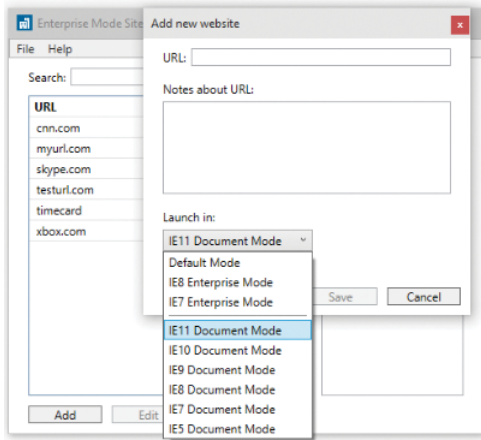 Enterprise Mode Site
File Help
Search:
URL
cnn.com
myurl.com
skype.com
testurl.com
timecard
xbox.com
Add
Edit
Add new website
x
URL:
Notes about URL:
Launch in:
IE11 Document Mode
Default Mode
IE8 Enterprise Mode
IE7 Enterprise Mode
IE11 Document Mode
IE10 Document Mode
IE9 Document Mode
IE8 Document Mode
IE7 Document Mode
IE5 Document Mode
Save
Cancel